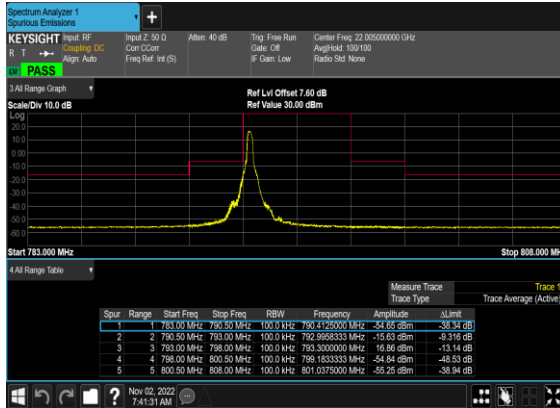 Spectrum Analyzer 1
Spurious Emissions
+
KEYSIGHT Input: RF Input Z: 50 Ω Atten: 40 dB Trig: Free Run Center Freq: 22.005000000 GHz
R T Coupling: DC Corr CCorr Gate: Off Avg|Hold: 100/100
Align: Auto Freq Ref: Int (S) IF Gain: Low Radio Std: None
PASS
3 All Range Graph
Ref Lvl Offset 7.60 dB
Scale/Div 10.0 dB Ref Value 30.00 dBm
Log
20.0
10.0
0.00
-10.0
-20.0
-30.0
-40.0
-50.0
-60.0
Start 783.000 MHz Stop 808.000 MH
4 All Range Table
Measure Trace Trace 1
Trace Type Trace Average (Active)
Spur Range Start Freq Stop Freq RBW Frequency Amplitude ΔLimit
1 1 783.00 MHz 790.50 MHz 100.0 kHz 790.4125000 MHz -54.65 dBm -38.34 dB
2 2 790.50 MHz 793.00 MHz 100.0 kHz 792.9958333 MHz -15.63 dBm -9.316 dB
3 3 793.00 MHz 798.00 MHz 100.0 kHz 793.3000000 MHz 16.86 dBm -13.14 dB
4 4 798.00 MHz 800.50 MHz 100.0 kHz 799.1833333 MHz -54.84 dBm -48.53 dB
5 5 800.50 MHz 808.00 MHz 100.0 kHz 801.0375000 MHz -55.25 dBm -38.94 dB
? Nov 02, 2022
7:41:31 AM